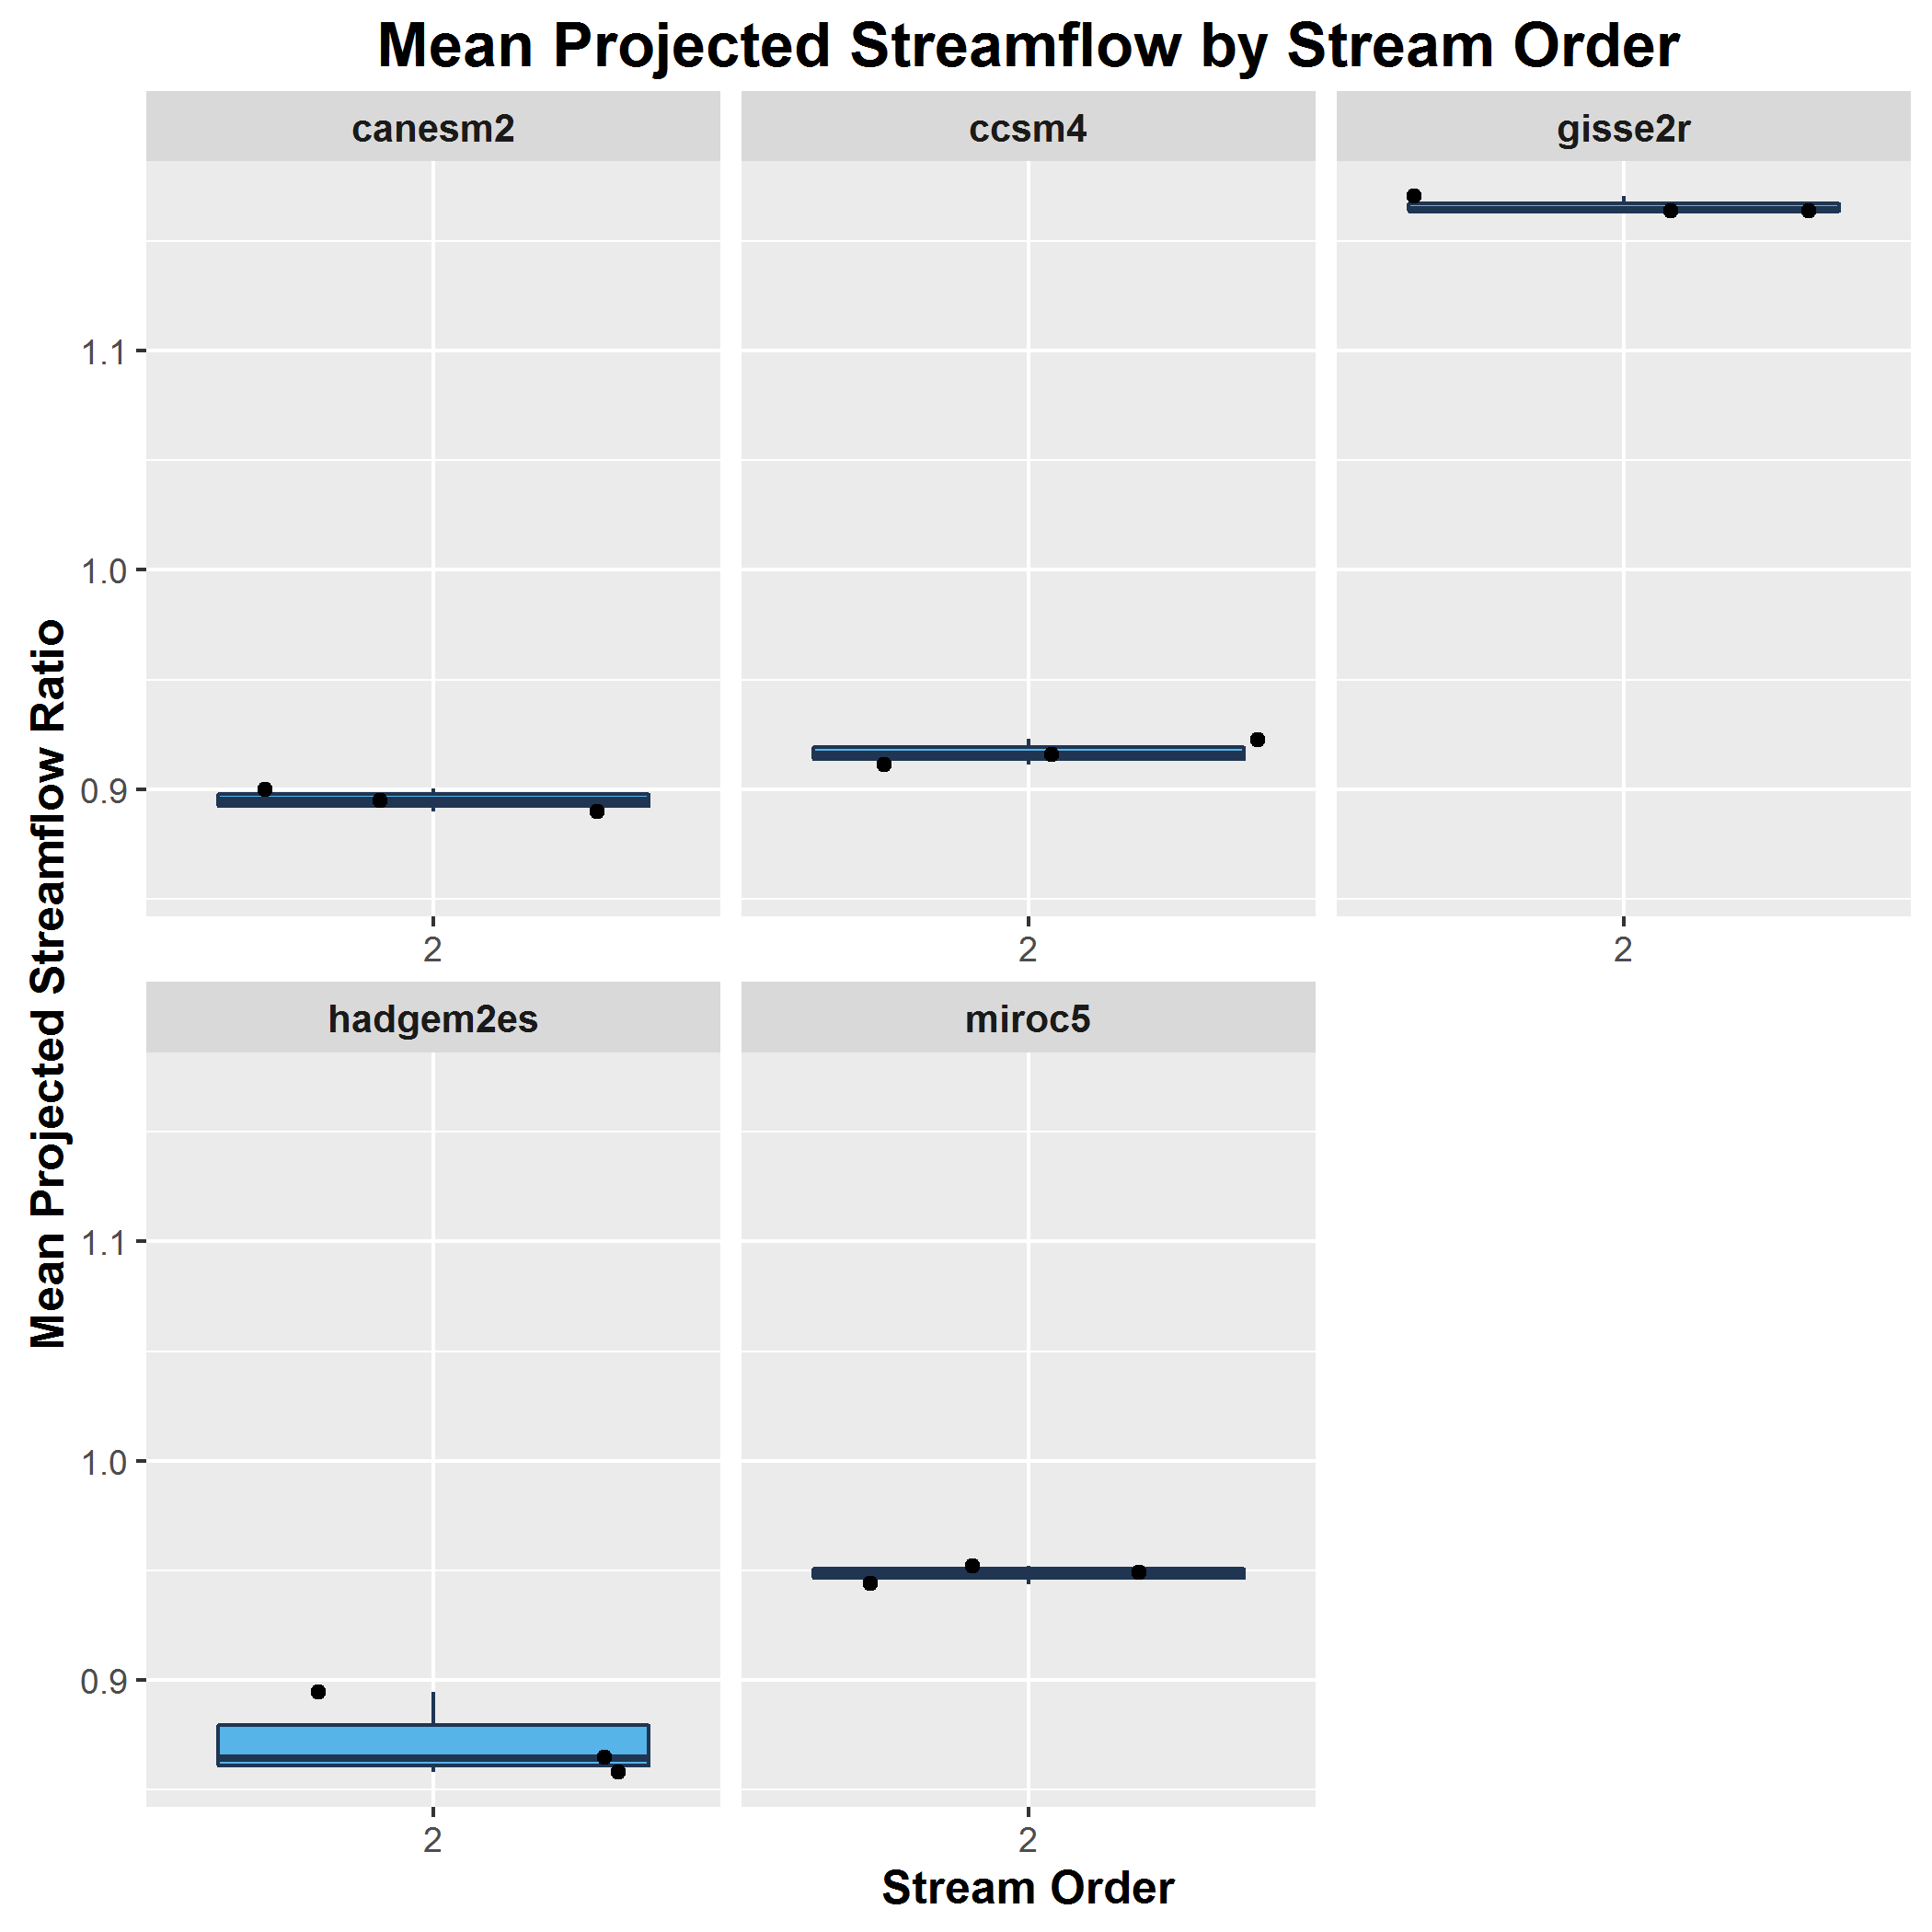 Mean Projected Streamflow by Stream Order
canesm2
ccsm4
gisse2r
1.1
1.0
0.9
2
2
2
Mean Projected Streamflow Ratio
hadgem2es
miroc5
1.1
1.0
0.9
2
2
Stream Order